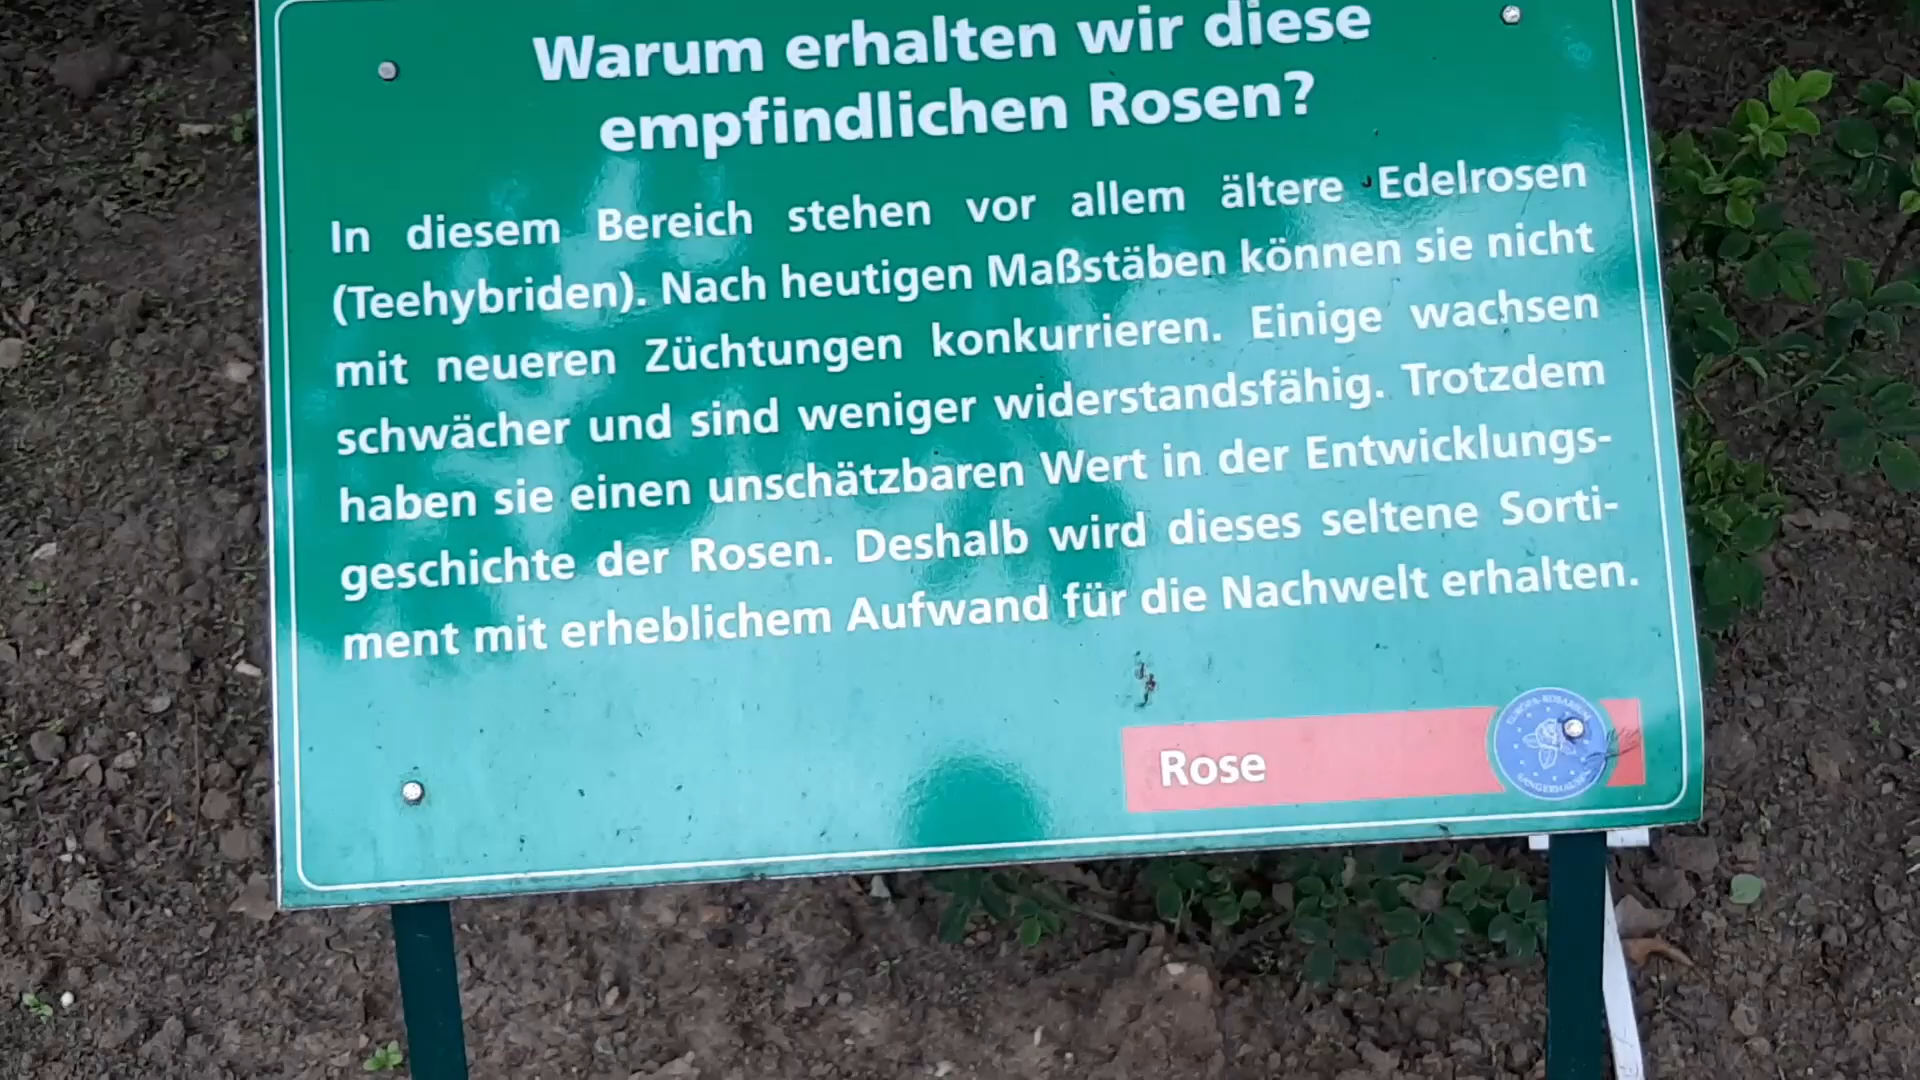 Warum erhalten wir diese
empfindlichen Rosen?
In diesem Bereich stehen vor allem ältere Edelrosen
(Teehybriden). Nach heutigen Maßstäben können sie nicht
mit neueren Züchtungen konkurrieren. Einige wachsen
schwächer und sind weniger widerstandsfähig. Trotzdem
haben sie einen unschätzbaren Wert in der Entwicklungs-
geschichte der Rosen. Deshalb wird dieses seltene Sorti-
ment mit erheblichem Aufwand für die Nachwelt erhalten.
Rose
EUROPA-ROSARIUM
SANGERHAUSEN